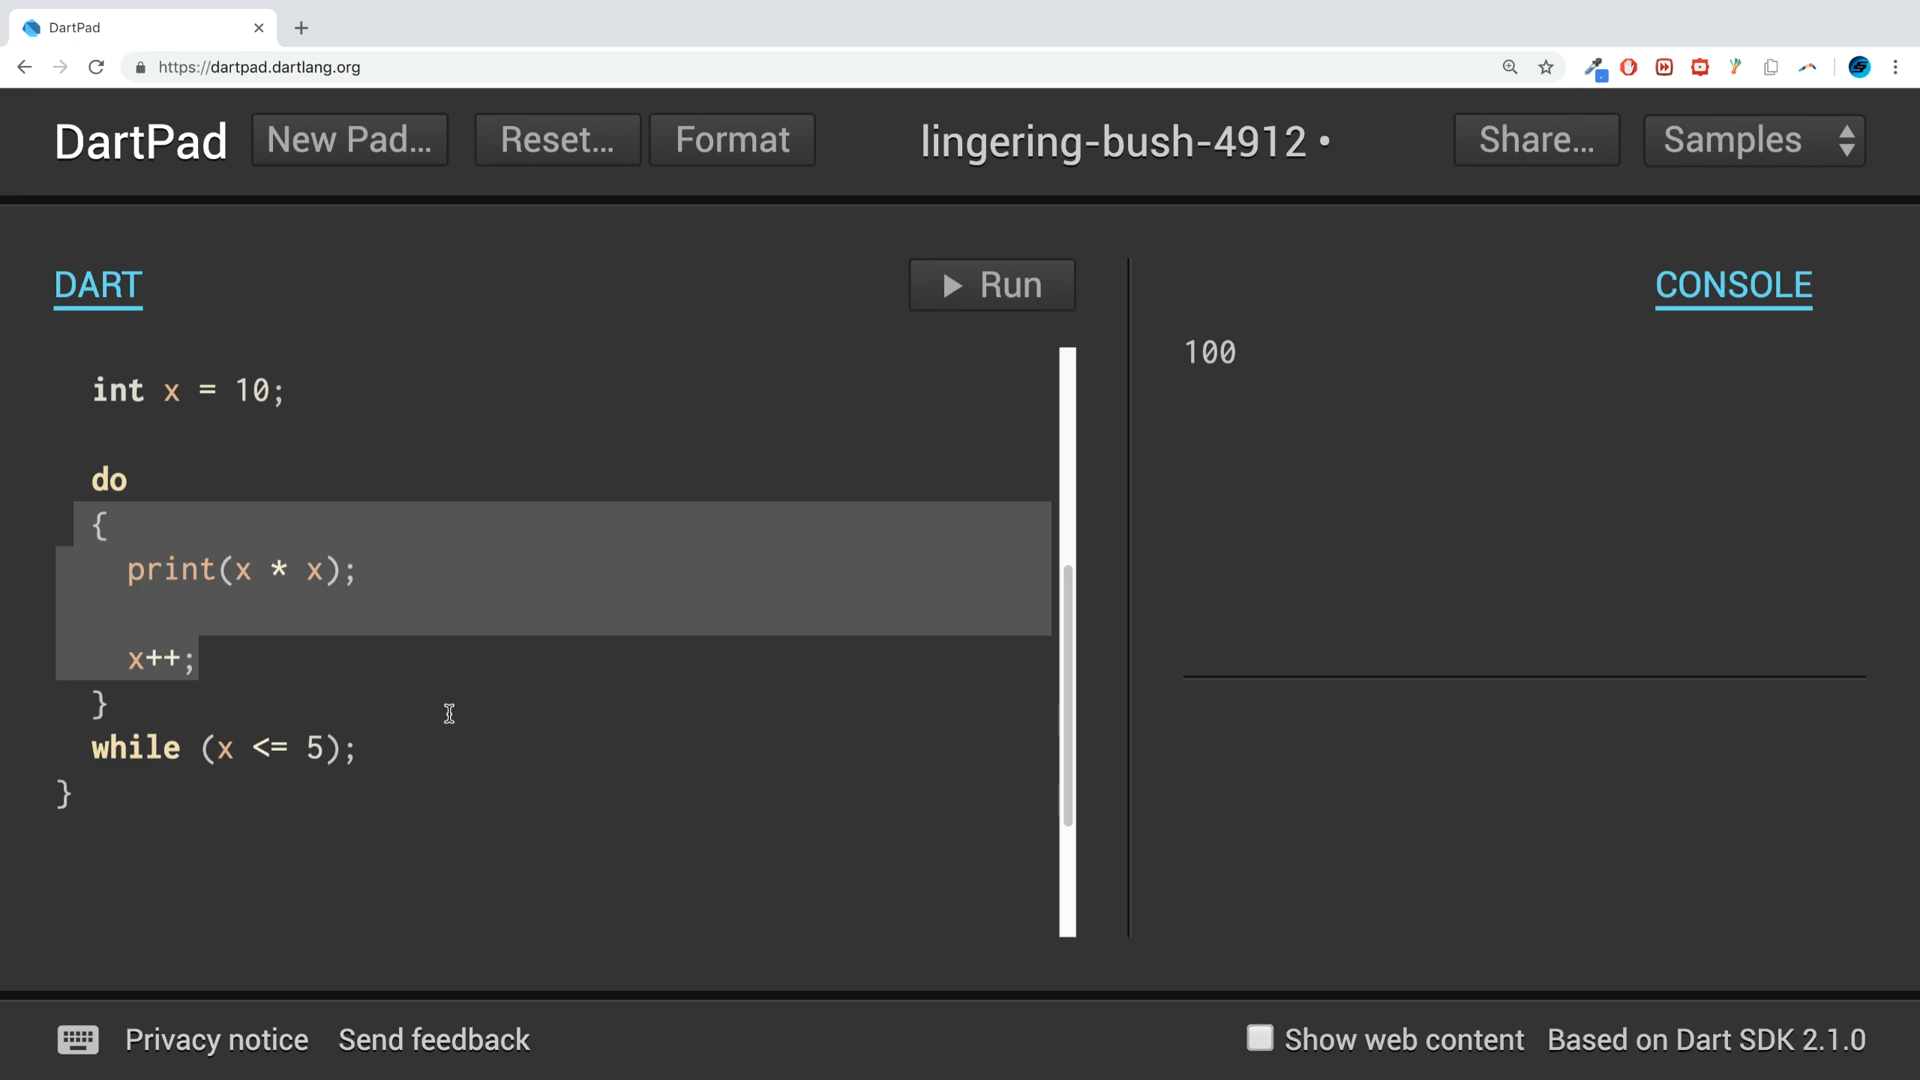 DartPad
https://dartpad.dartlang.org
DartPad
New Pad...
Reset...
Format
lingering-bush-4912 •
Share...
Samples
DART
Run
CONSOLE
int x = 10;
do
{
print(x * x);
x++;
}
while (x <= 5);
}
100
Privacy notice
Send feedback
Show web content
Based on Dart SDK 2.1.0